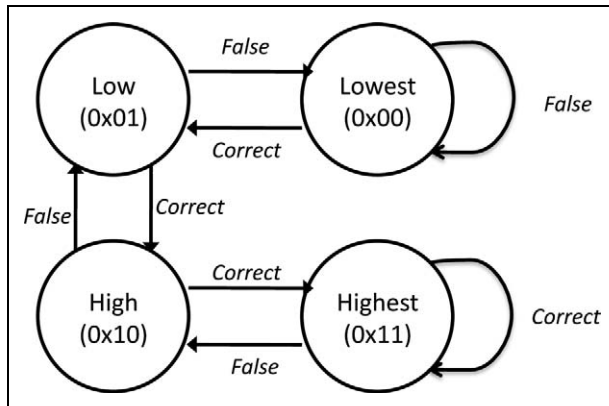 False
Low
(0x01)
Lowest
(0x00)
False
Correct
False
Correct
High
(0x10)
Correct
Highest
(0x11)
Correct
False